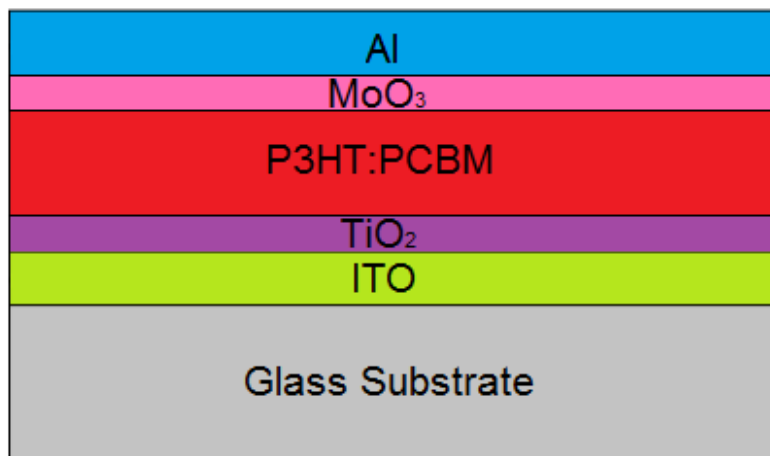 Al
MoO₃
P3HT:PCBM
TiO₂
ITO
Glass Substrate